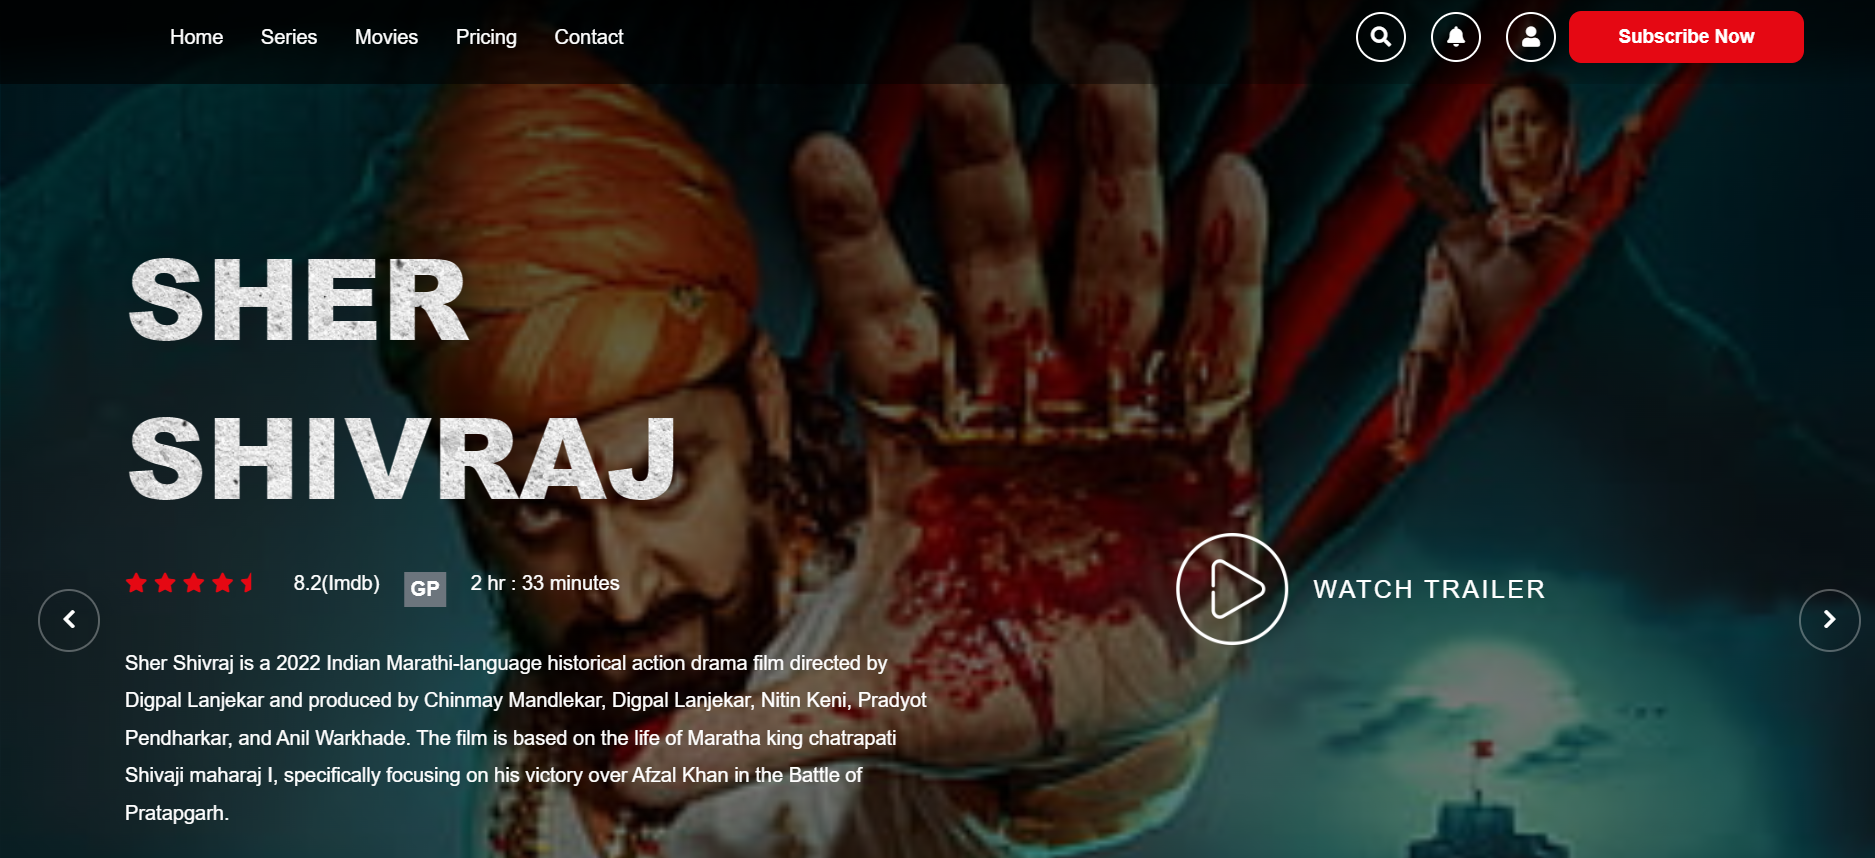 Home Series Movies Pricing Contact Subscribe Now
SHER
SHIVRAJ
8.2(Imdb) GP 2 hr : 33 minutes
WATCH TRAILER
Sher Shivraj is a 2022 Indian Marathi-language historical action drama film directed by
Digpal Lanjekar and produced by Chinmay Mandlekar, Digpal Lanjekar, Nitin Keni, Pradyot
Pendharkar, and Anil Warkhade. The film is based on the life of Maratha king chatrapati
Shivaji maharaj I, specifically focusing on his victory over Afzal Khan in the Battle of
Pratapgarh.